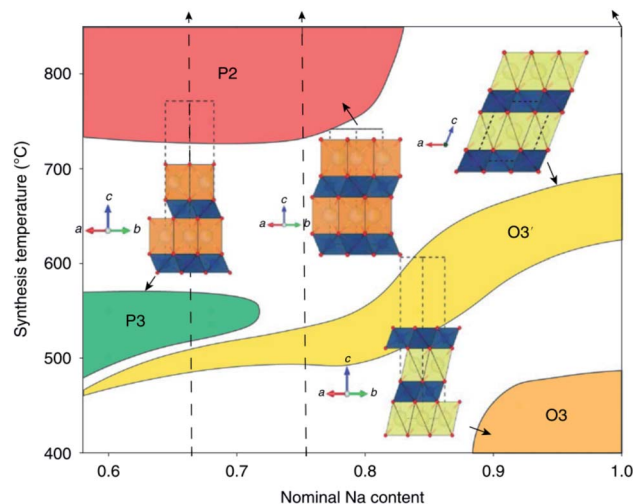 800
700
600
500
400
0.6
0.7
0.8
0.9
1.0
Synthesis temperature (°C)
Nominal Na content
P2
P3
O3′
O3
c
a
b
c
a
b
c
a
c
a
b